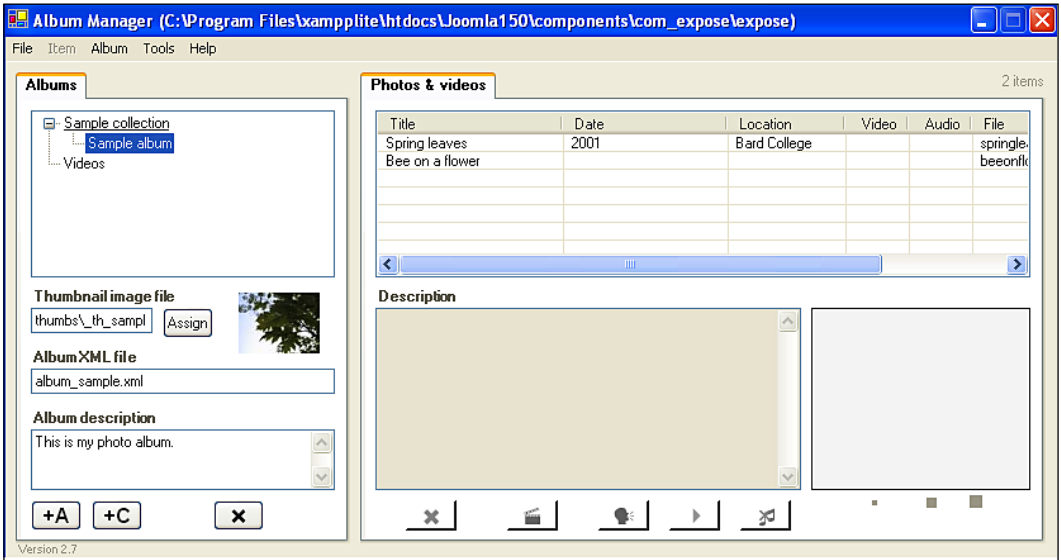 Album Manager (C:\Program Files\xampplite\htdocs\Joomla150\components\com_expose\expose)
File Item Album Tools Help
Albums
Sample collection
Sample album
Videos
Thumbnail image file
thumbs\_th_sampl
Assign
Album XML file
album_sample.xml
Album description
This is my photo album.
+A +C
Version 2.7
Photos & videos
2 items
Title Date Location Video Audio File
Spring leaves 2001 Bard College springle
Bee on a flower beeonfl
Description